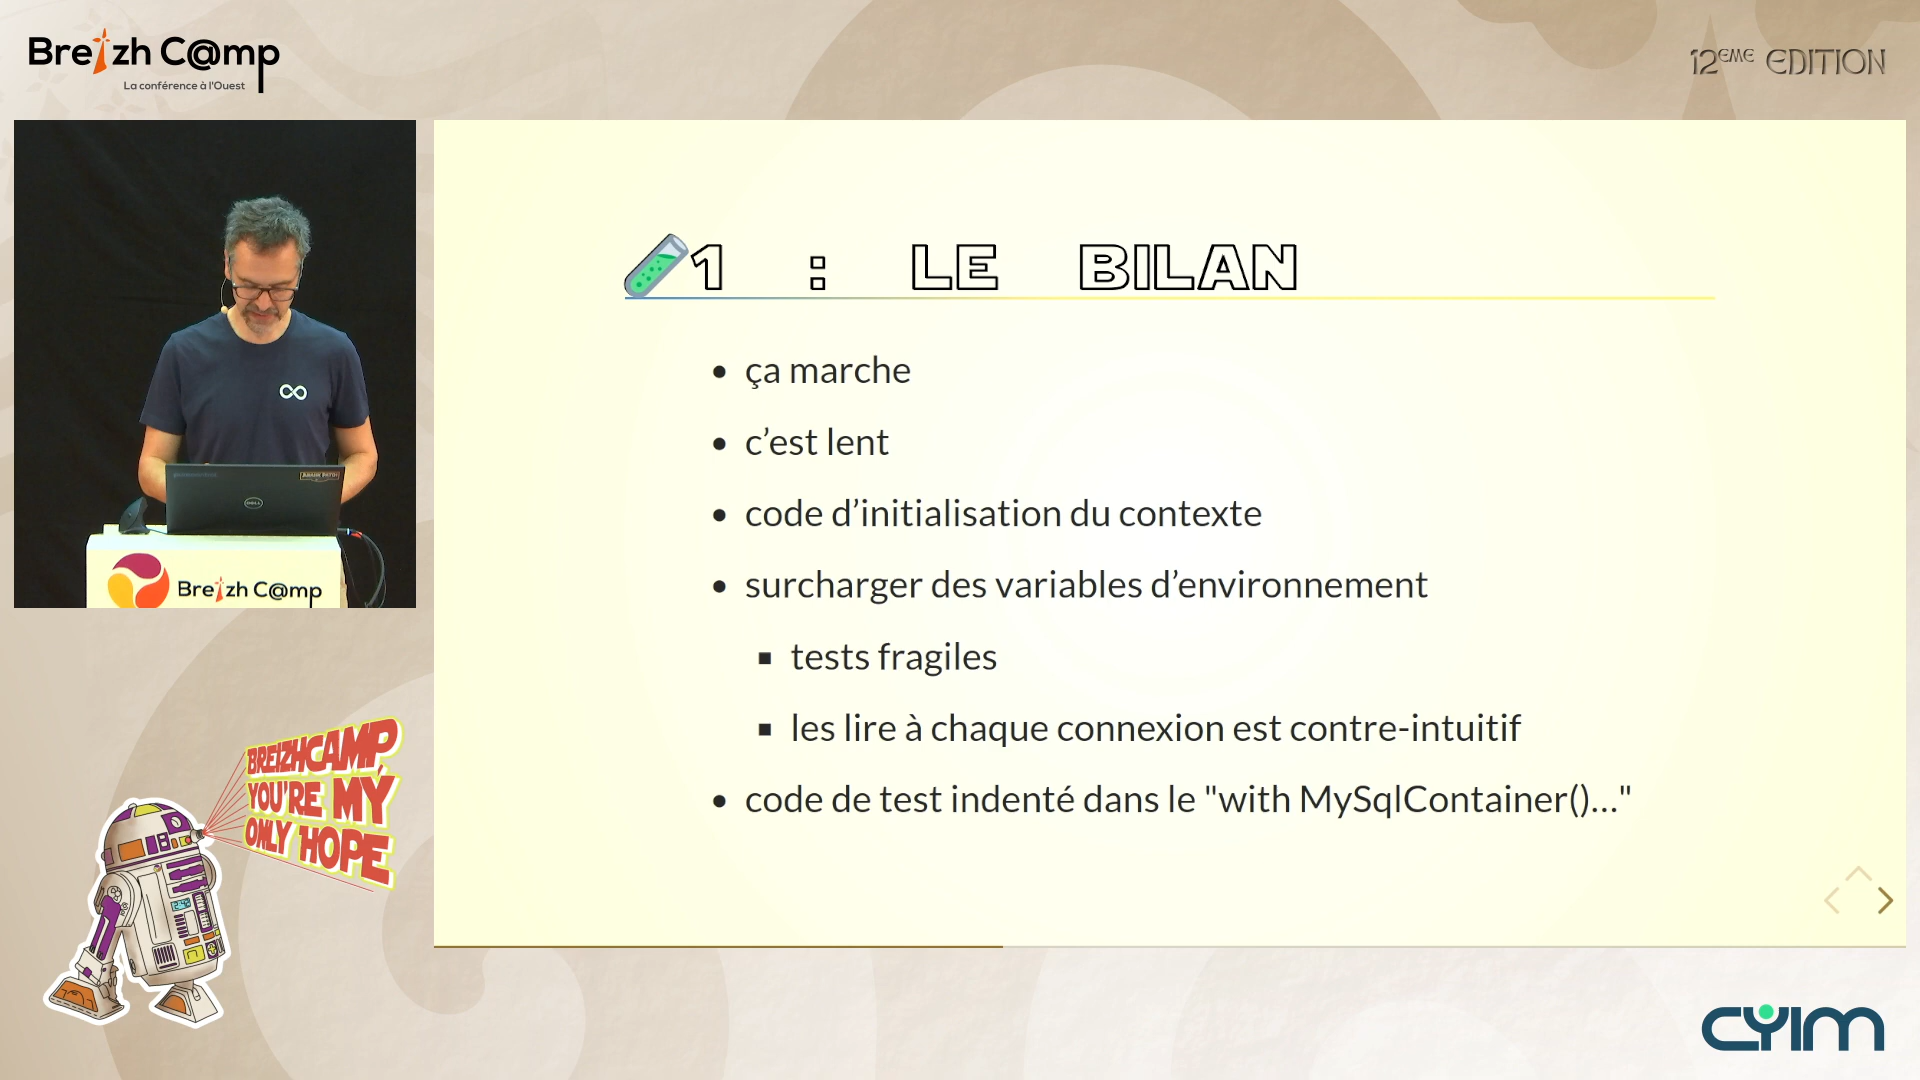 Breizh C@mp
La conférence à l'Ouest
12ÈME EDITION
1 : LE BILAN
• ça marche
• c’est lent
• code d’initialisation du contexte
• surcharger des variables d’environnement
▪ tests fragiles
▪ les lire à chaque connexion est contre-intuitif
• code de test indenté dans le "with MySqlContainer()…"
DELL
Breizh C@mp
BREIZHCAMP,
YOU'RE MY
ONLY HOPE
CYIM